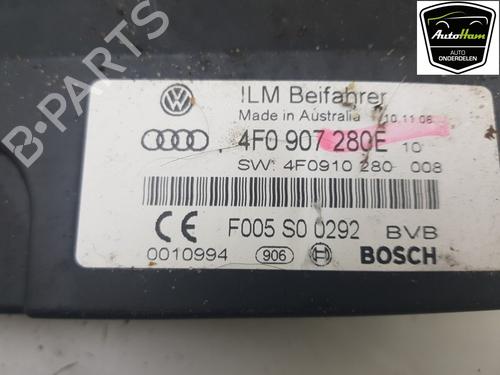 AutoHam
AUTO
ONDERDELEN
ILM Beifahrer
Made in Australia 10.11.06
4F0 907 280E 10
SW: 4F0910 280 008
CE F005 S0 0292 BVB
0010994 906 BOSCH
B-PARTS